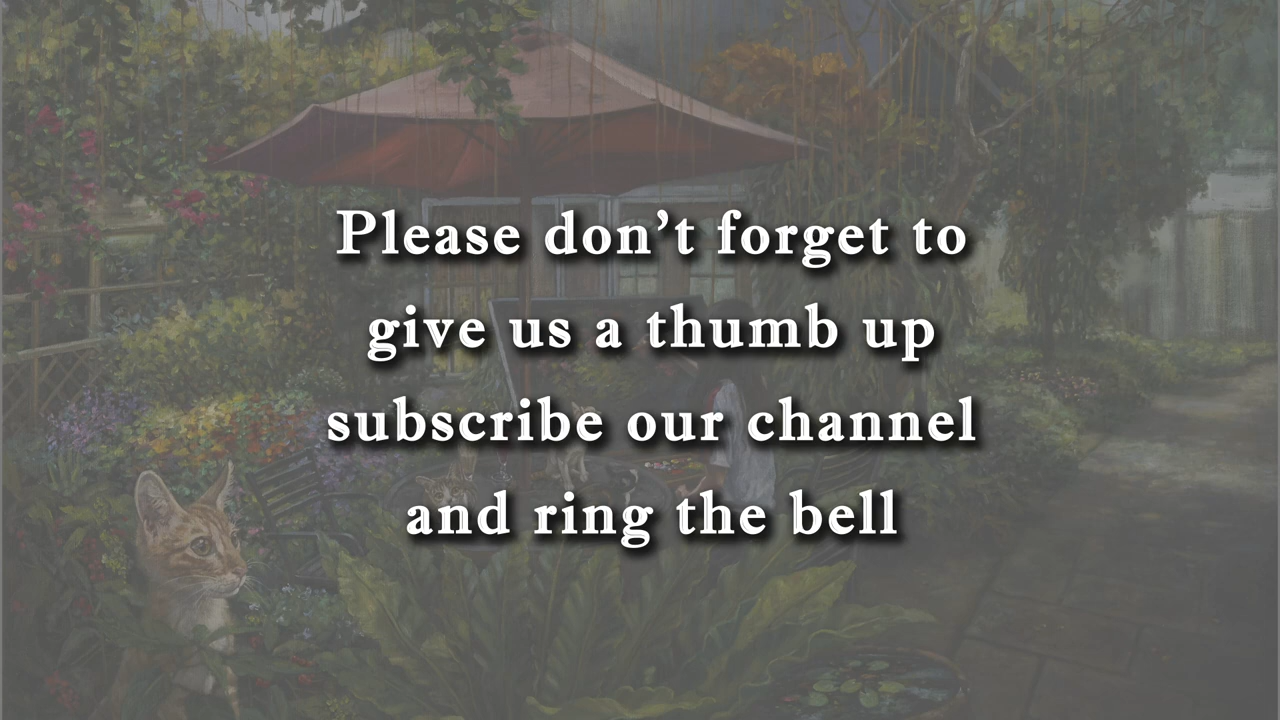 Please don’t forget to
give us a thumb up
subscribe our channel
and ring the bell